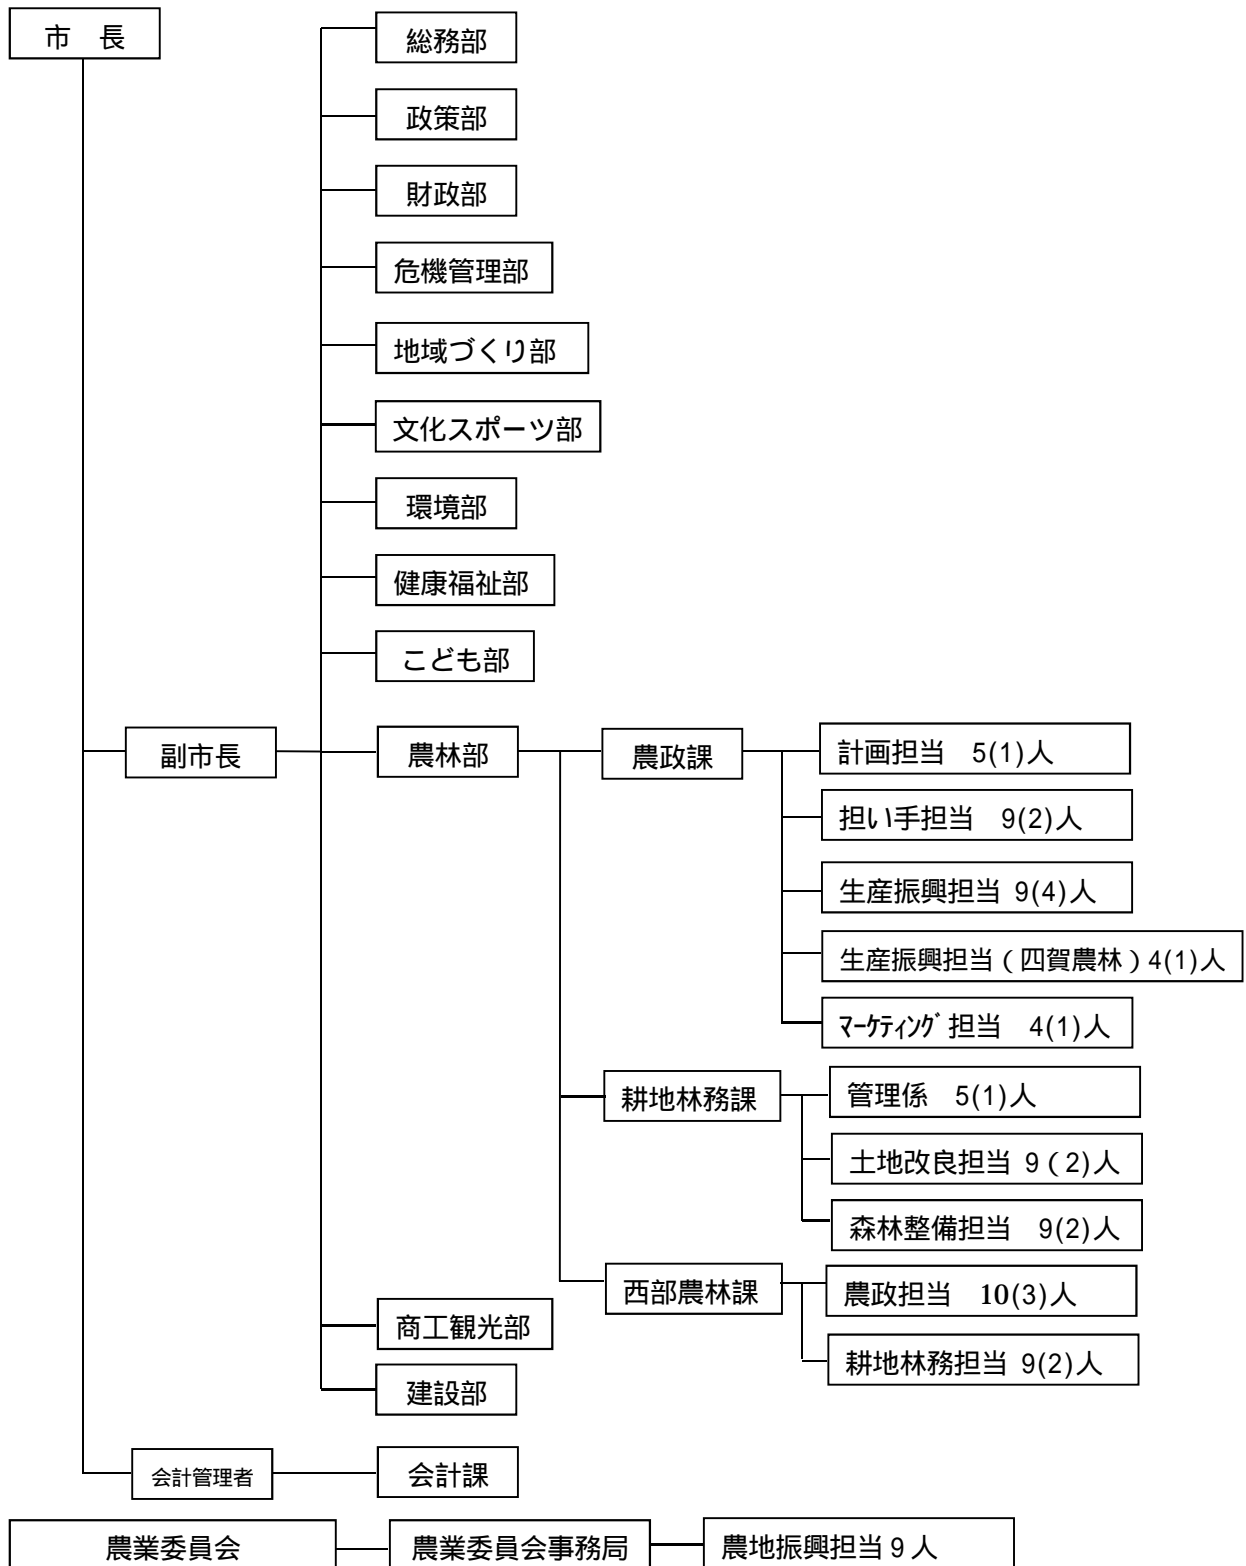 市　長
総務部
政策部
財政部
危機管理部
地域づくり部
文化スポーツ部
環境部
健康福祉部
こども部
副市長
農林部
農政課
計画担当　5(1)人
担い手担当　9(2)人
生産振興担当 9(4)人
生産振興担当（四賀農林）4(1)人
ﾏｰｹﾃｨﾝｸﾞ担当　4(1)人
耕地林務課
管理係　5(1)人
土地改良担当 9（2)人
森林整備担当　9(2)人
西部農林課
農政担当　10(3)人
耕地林務担当 9(2)人
商工観光部
建設部
会計管理者
会計課
農業委員会
農業委員会事務局
農地振興担当 9 人